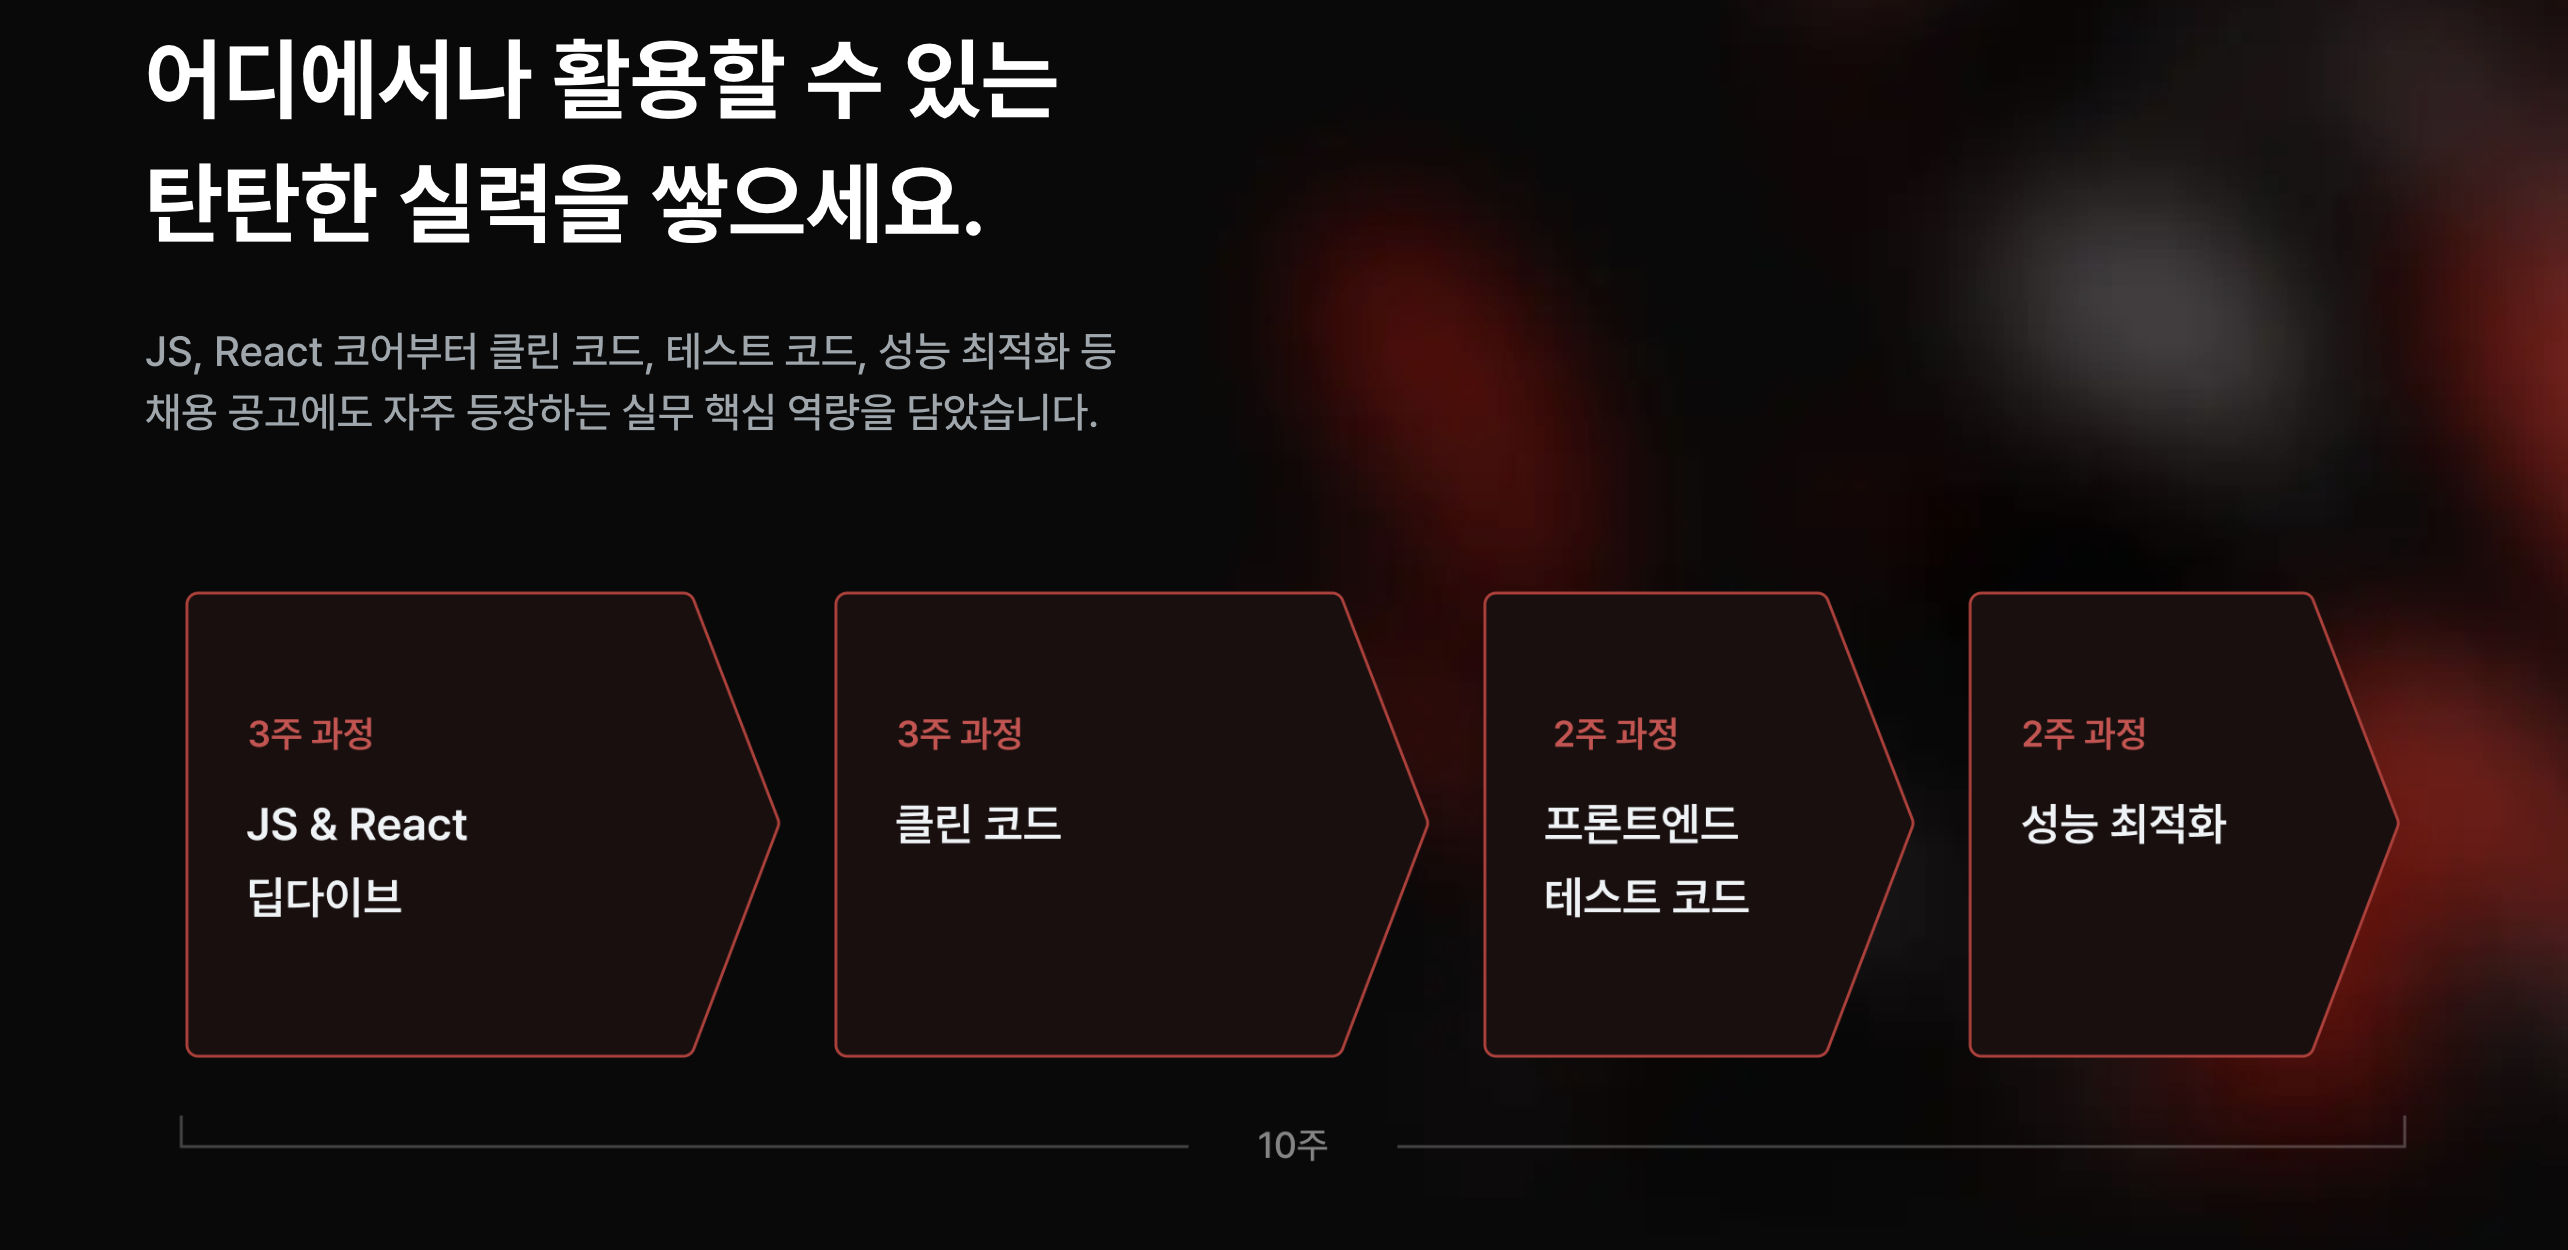 어디에서나 활용할 수 있는
탄탄한 실력을 쌓으세요.
JS, React 코어부터 클린 코드, 테스트 코드, 성능 최적화 등
채용 공고에도 자주 등장하는 실무 핵심 역량을 담았습니다.
3주 과정
JS & React
딥다이브
3주 과정
클린 코드
2주 과정
프론트엔드
테스트 코드
2주 과정
성능 최적화
10주